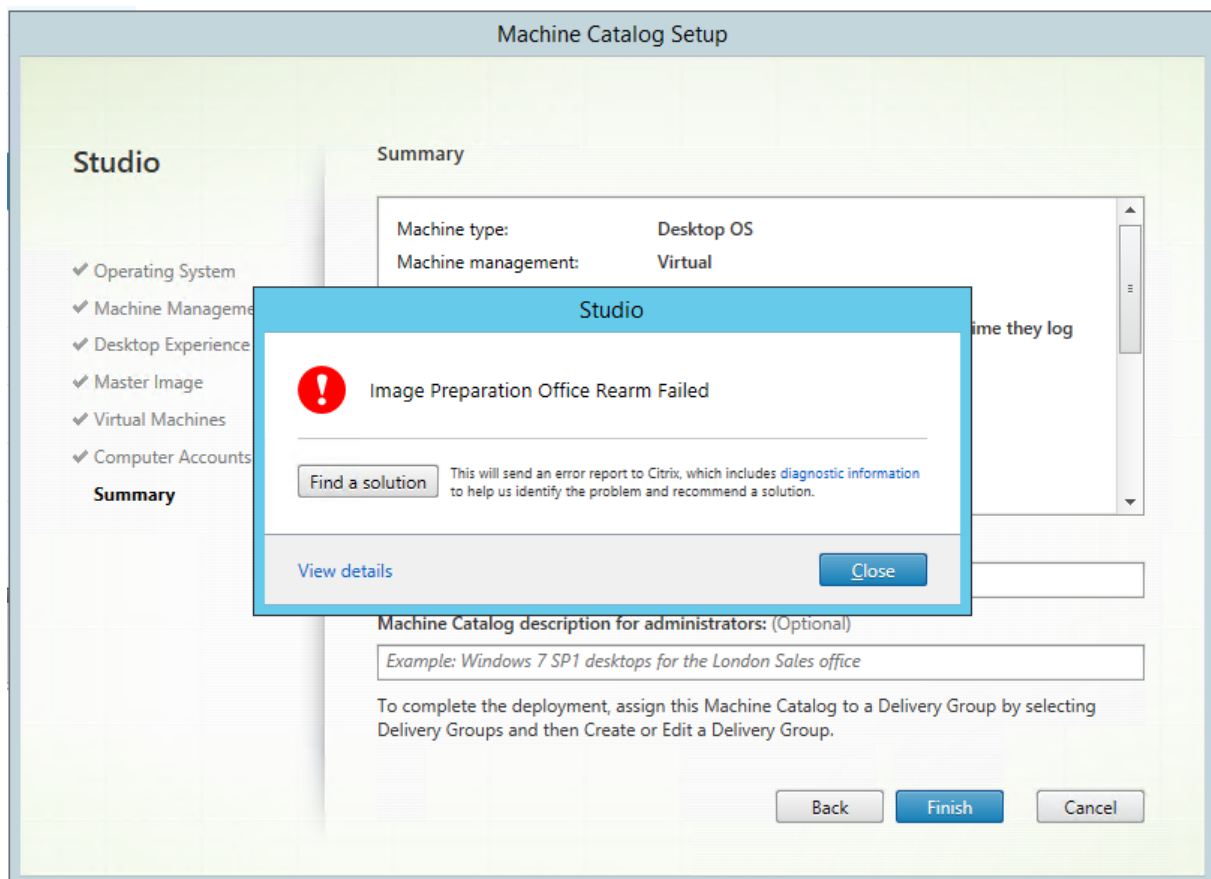 Machine Catalog Setup
Studio
Operating System
Machine Manageme
Desktop Experience
Master Image
Virtual Machines
Computer Accounts
Summary
Summary
Machine type: Desktop OS
Machine management: Virtual
ime they log
Studio
Image Preparation Office Rearm Failed
Find a solution
This will send an error report to Citrix, which includes diagnostic information
to help us identify the problem and recommend a solution.
View details
Close
Machine Catalog description for administrators: (Optional)
Example: Windows 7 SP1 desktops for the London Sales office
To complete the deployment, assign this Machine Catalog to a Delivery Group by selecting
Delivery Groups and then Create or Edit a Delivery Group.
Back Finish Cancel